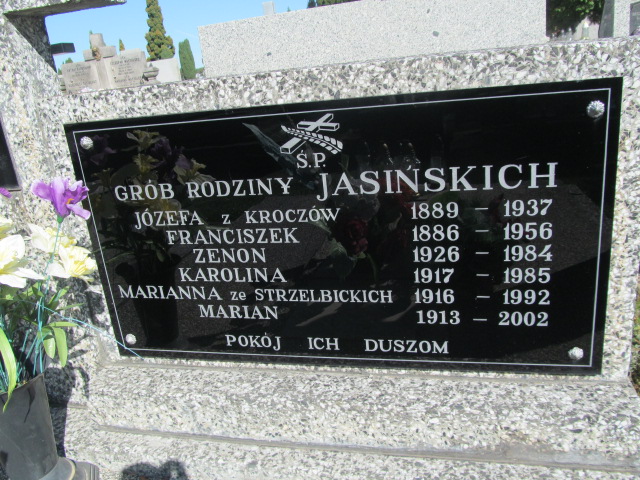 Ś.P.
GRÓB RODZINY JASIŃSKICH
JÓZEFA z KROCZÓW 1889 - 1937
FRANCISZEK 1886 - 1956
ZENON 1926 - 1984
KAROLINA 1917 - 1985
MARIANNA ze STRZELBICKICH 1916 - 1992
MARIAN 1913 - 2002
POKÓJ ICH DUSZOM